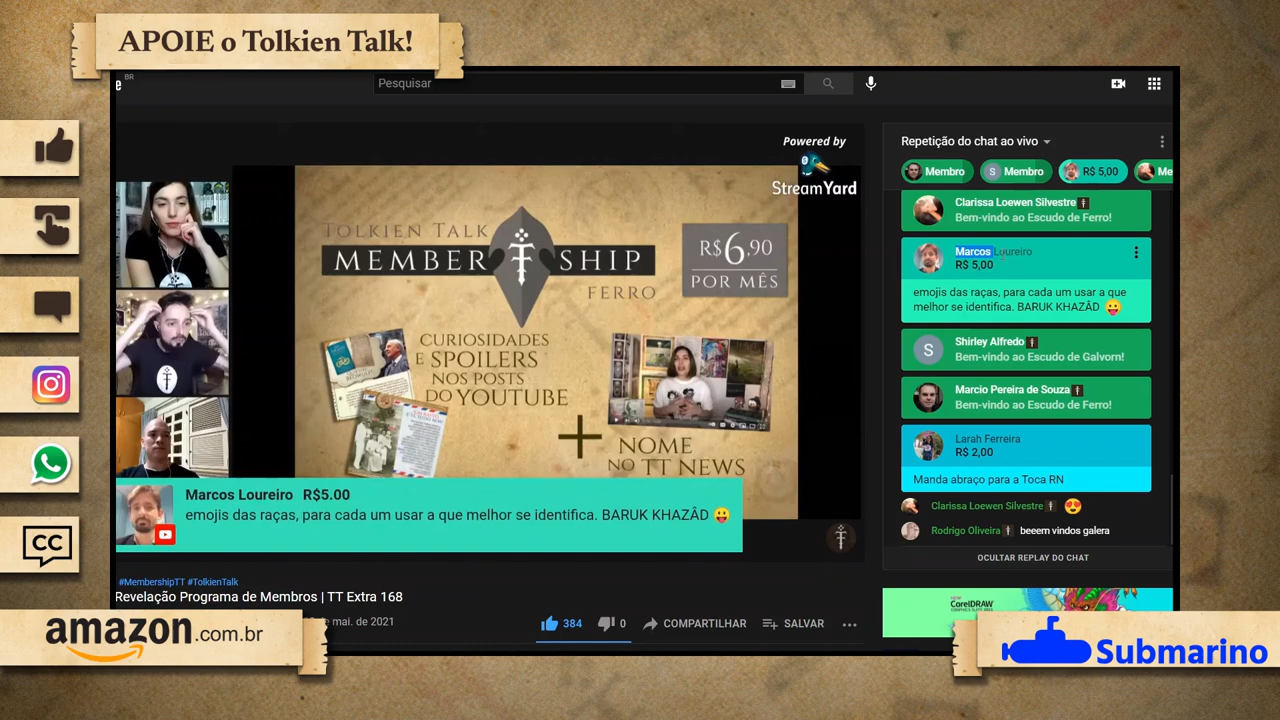 APOIE o Tolkien Talk!
e BR
Pesquisar
Powered by
StreamYard
TOLKIEN TALK
MEMBERSHIP
FERRO
R$6,90
POR MÊS
CURIOSIDADES
E SPOILERS
NOS POSTS
DO YOUTUBE
+
NOME
NO TT NEWS
Marcos Loureiro R$5.00
emojis das raças, para cada um usar a que melhor se identifica. BARUK KHAZÂD 😛
#MembershipTT #TolkienTalk
Revelação Programa de Membros | TT Extra 168
de mai. de 2021
384
0
COMPARTILHAR
SALVAR
Repetição do chat ao vivo
Membro
S Membro
R$ 5,00
Me
Clarissa Loewen Silvestre
Bem-vindo ao Escudo de Ferro!
Marcos Loureiro
R$ 5,00
emojis das raças, para cada um usar a que
melhor se identifica. BARUK KHAZÂD 😛
S
Shirley Alfredo
Bem-vindo ao Escudo de Galvorn!
Marcio Pereira de Souza
Bem-vindo ao Escudo de Ferro!
Larah Ferreira
R$ 2,00
Manda abraço para a Toca RN
Clarissa Loewen Silvestre 😍
Rodrigo Oliveira beeem vindos galera
OCULTAR REPLAY DO CHAT
CorelDRAW
CC
amazon.com.br
Submarino